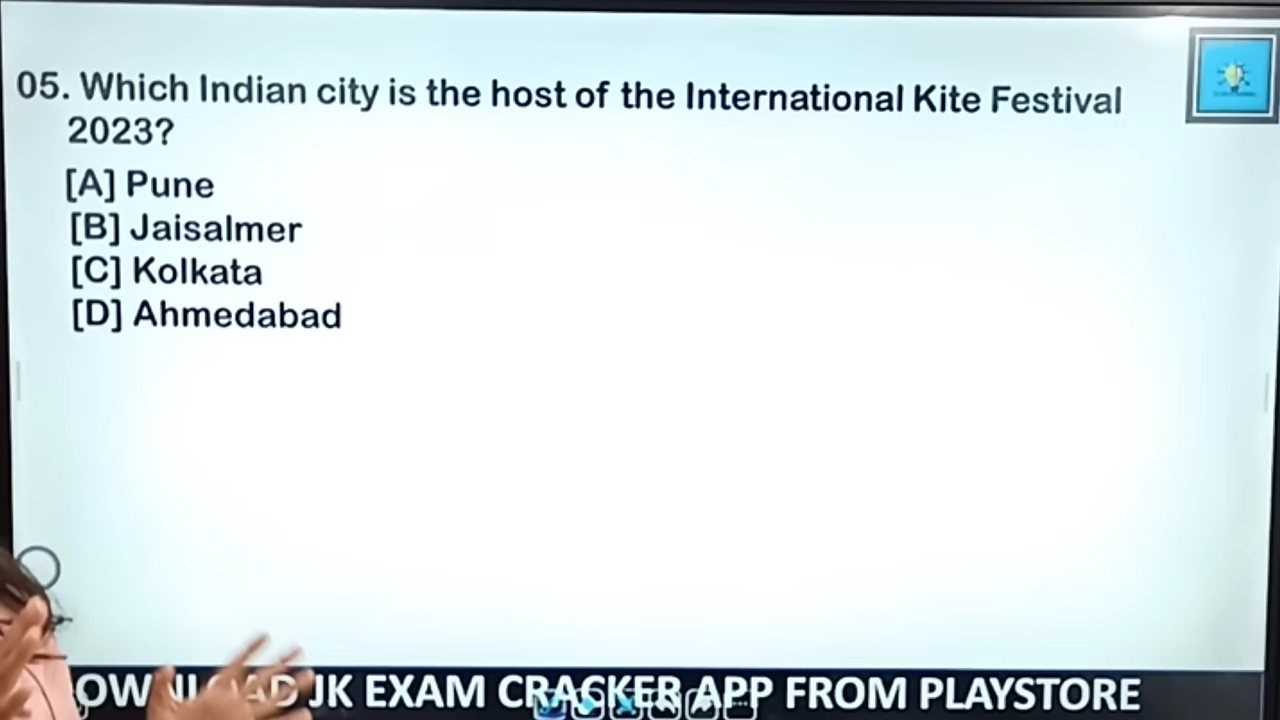 05. Which Indian city is the host of the International Kite Festival
2023?
[A] Pune
[B] Jaisalmer
[C] Kolkata
[D] Ahmedabad
JK EXAM CRACKER APP FROM PLAYSTORE